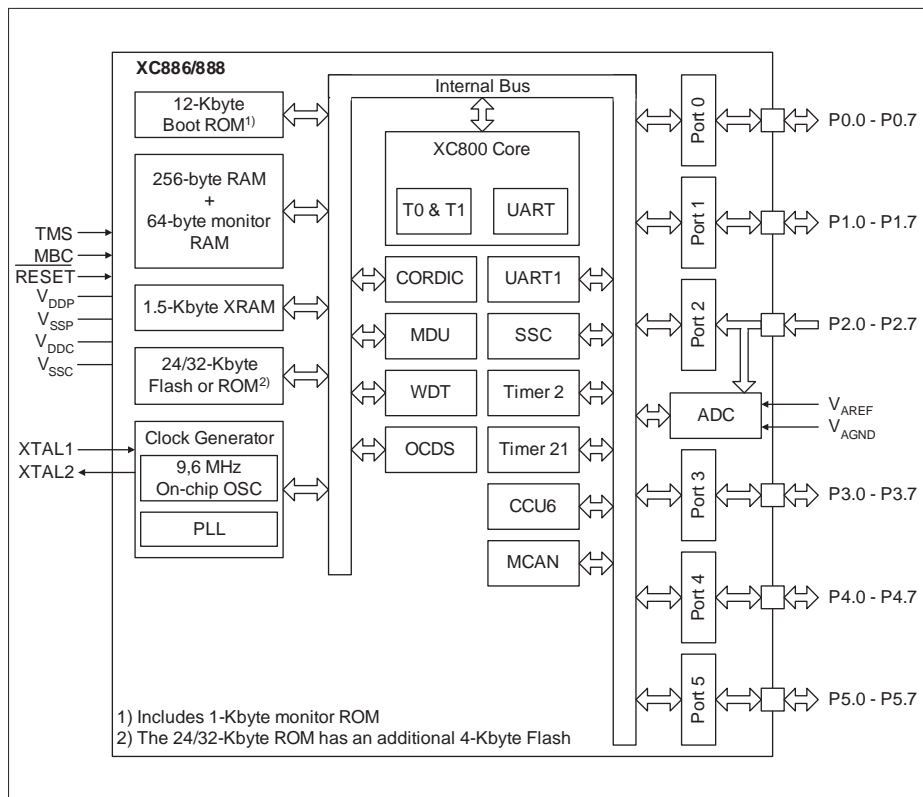 XC886/888
Internal Bus
12-Kbyte
Boot ROM1)
256-byte RAM
+
64-byte monitor
RAM
1.5-Kbyte XRAM
24/32-Kbyte
Flash or ROM2)
Clock Generator
9,6 MHz
On-chip OSC
PLL
TMS
MBC
RESET
VDDP
VSSP
VDDC
VSSC
XTAL1
XTAL2
XC800 Core
T0 & T1
UART
CORDIC
UART1
MDU
SSC
WDT
Timer 2
OCDS
Timer 21
CCU6
MCAN
Port 0
P0.0 - P0.7
Port 1
P1.0 - P1.7
Port 2
P2.0 - P2.7
ADC
VAREF
VAGND
Port 3
P3.0 - P3.7
Port 4
P4.0 - P4.7
Port 5
P5.0 - P5.7
1) Includes 1-Kbyte monitor ROM
2) The 24/32-Kbyte ROM has an additional 4-Kbyte Flash